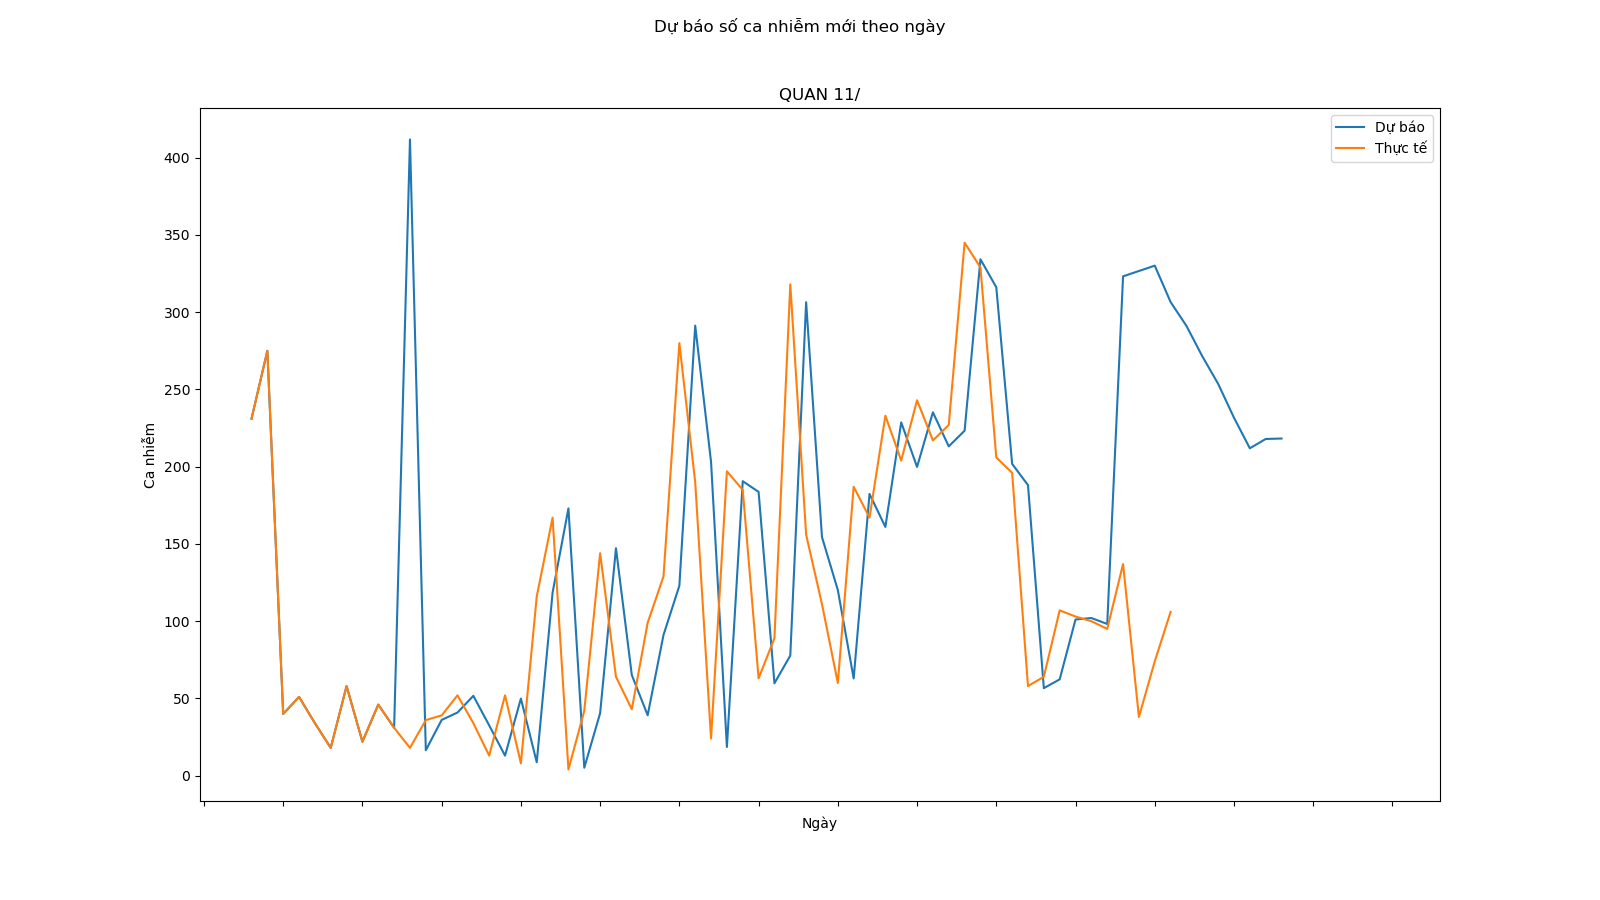 Dự báo số ca nhiễm mới theo ngày
QUAN 11/
Dự báo
Thực tế
400
350
300
250
200
150
100
50
0
Ca nhiễm
Ngày